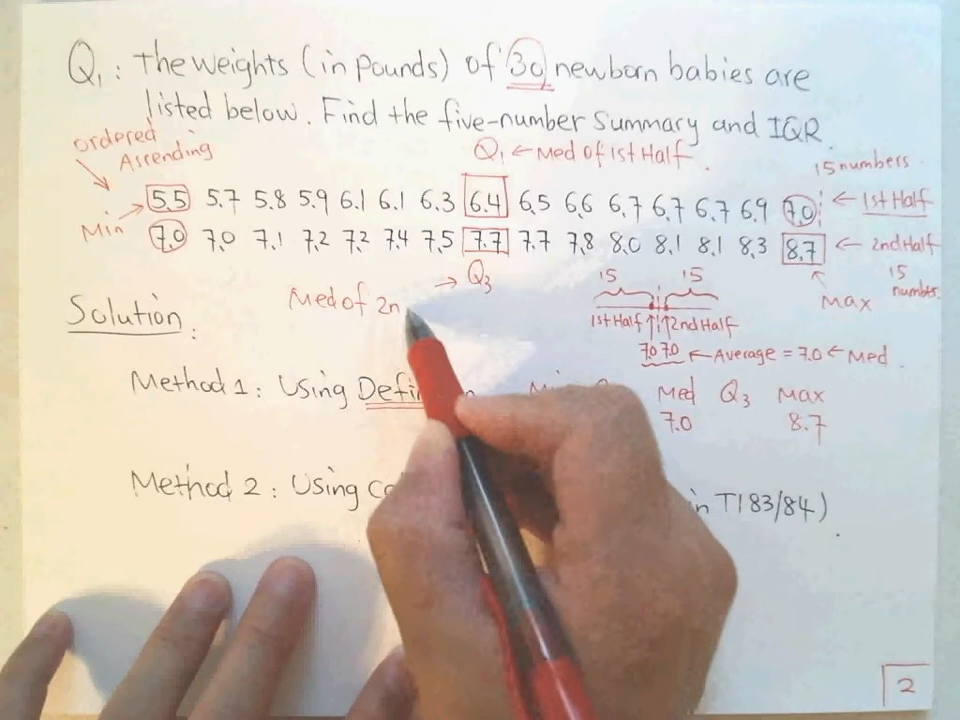 Q1: the weights (in pounds) of 30 newborn babies are
listed below. Find the five-number Summary and IQR.
ordered
Ascending
Q1 ← Med of 1st Half.
15 numbers
5.5 5.7 5.8 5.9 6.1 6.1 6.3 6.4 6.5 6.6 6.7 6.7 6.7 6.9 7.0 ← 1st Half
Min
7.0 7.0 7.1 7.2 7.2 7.4 7.5 7.7 7.7 7.8 8.0 8.1 8.1 8.3 8.7 ← 2nd Half
15
number.
→ Q3
Max
Med of 2n
15 15
1st Half 2nd Half
7.0 7.0 ← Average = 7.0 ← Med.
Solution:
Method 1: Using
Med Q3 Max
7.0 8.7
Method 2: Using in TI 83/84).
2